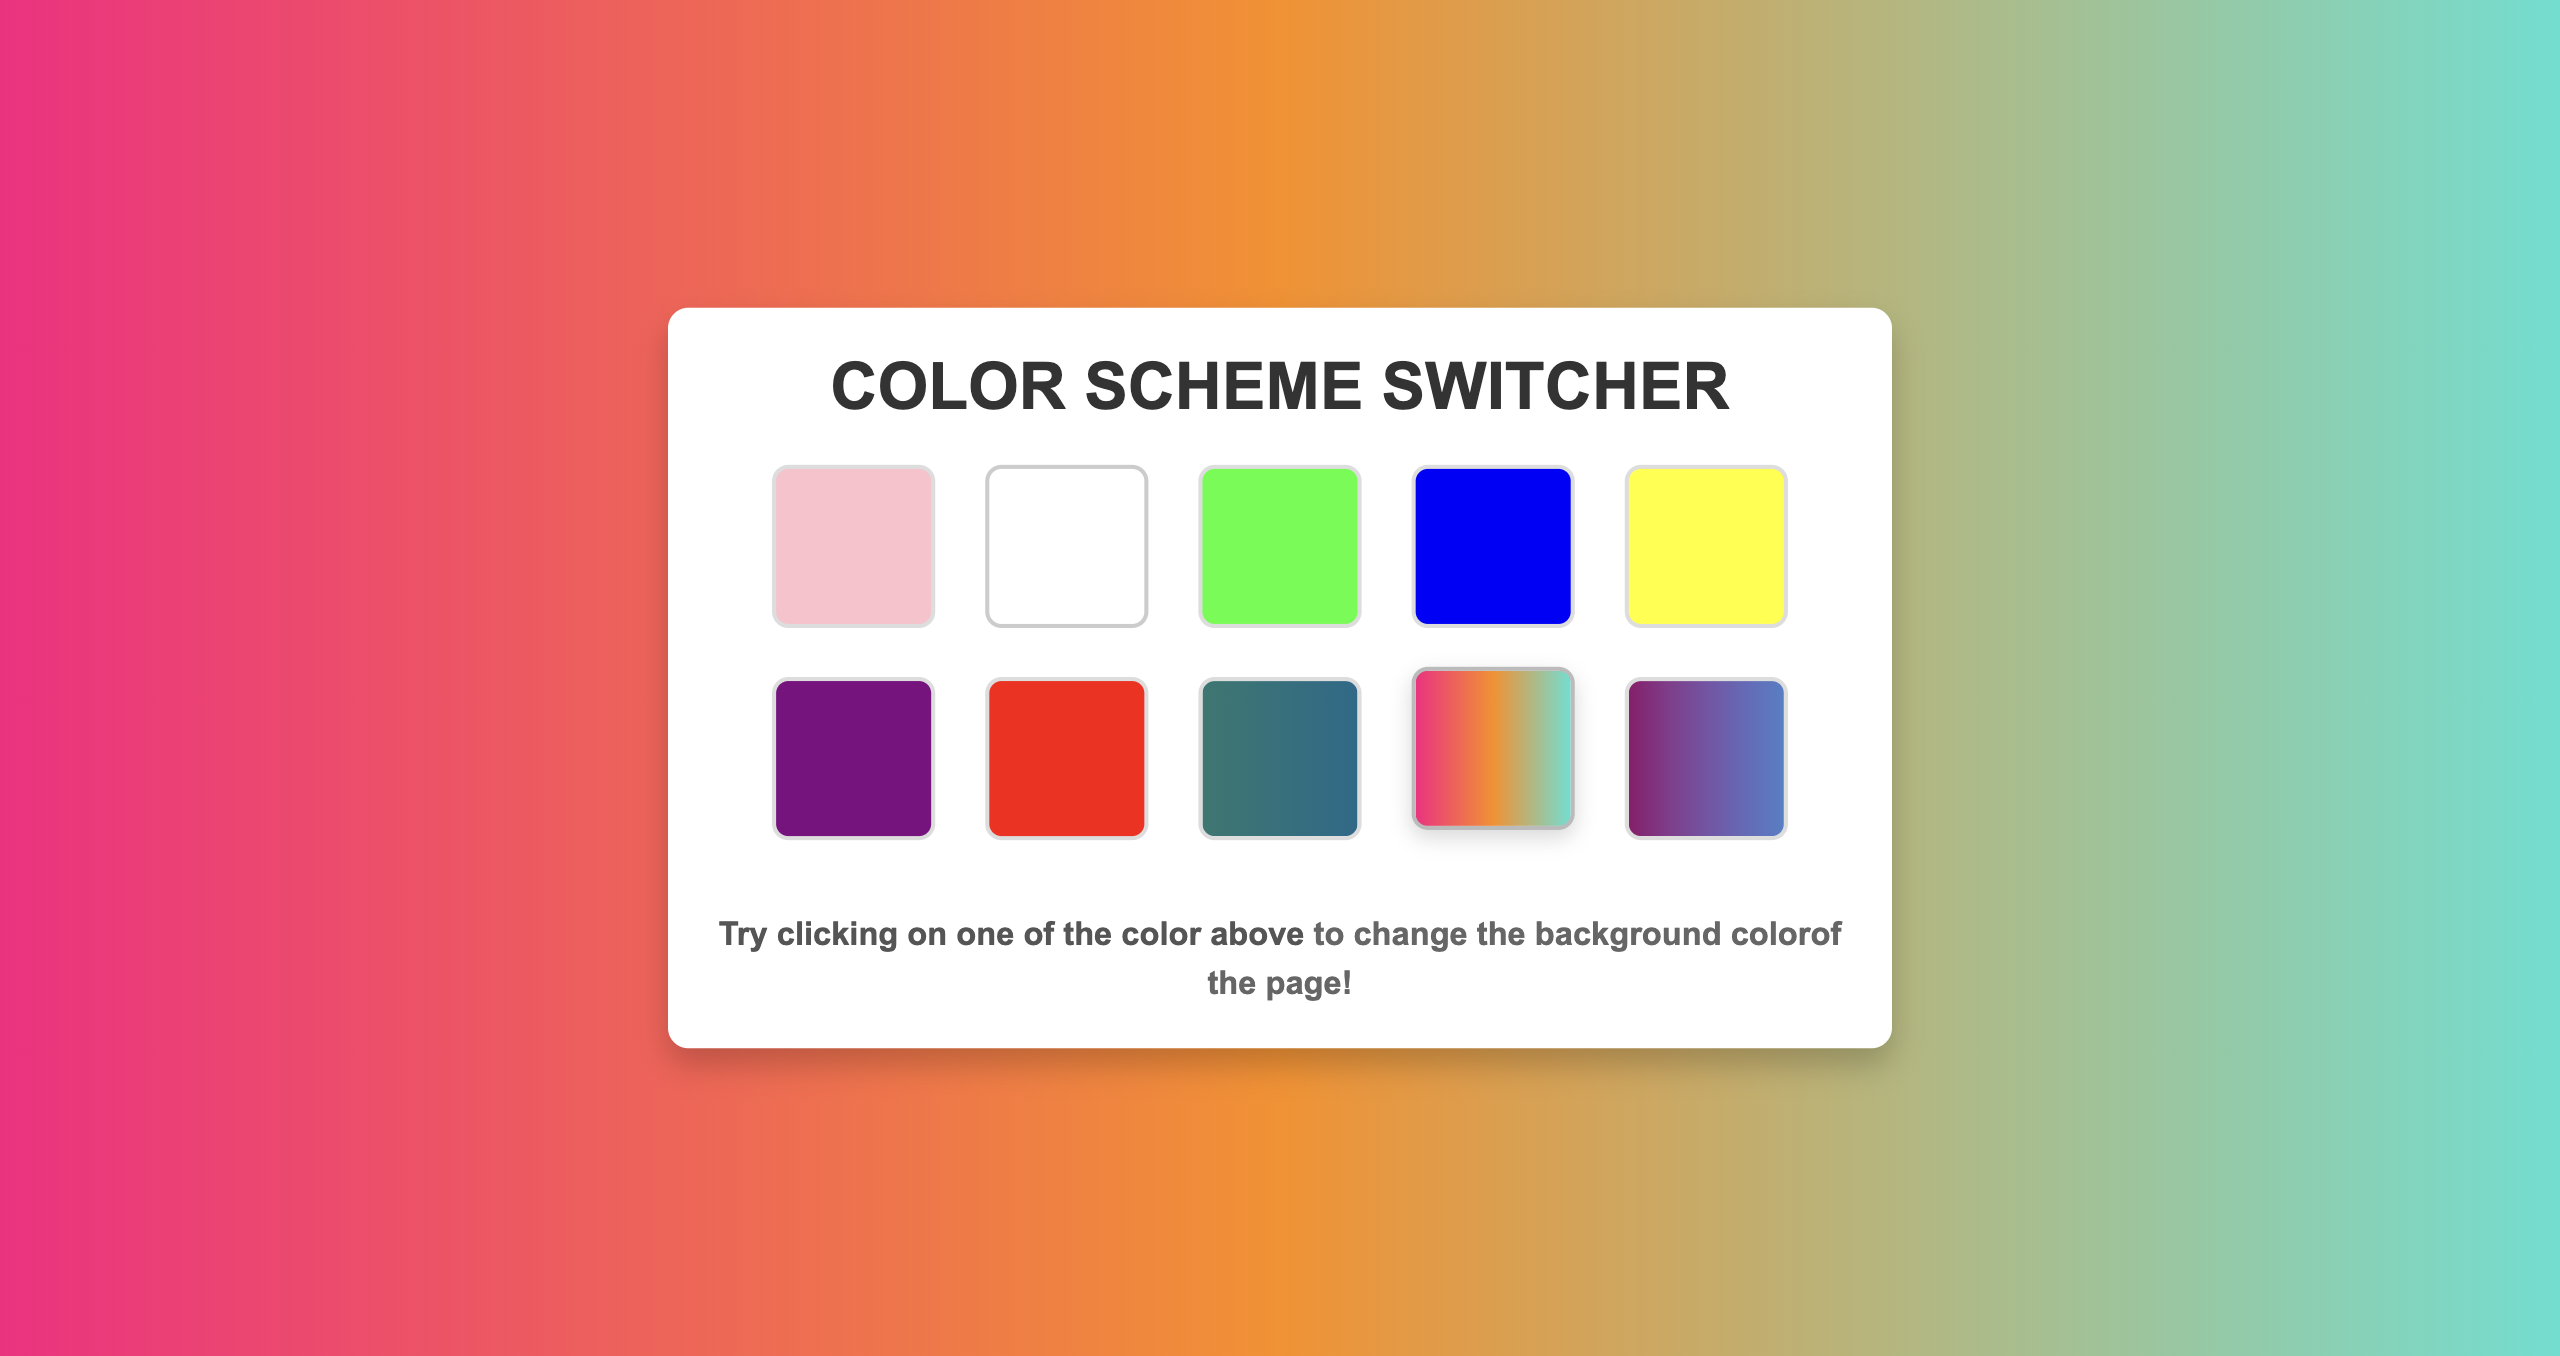 COLOR SCHEME SWITCHER
Try clicking on one of the color above to change the background colorof
the page!